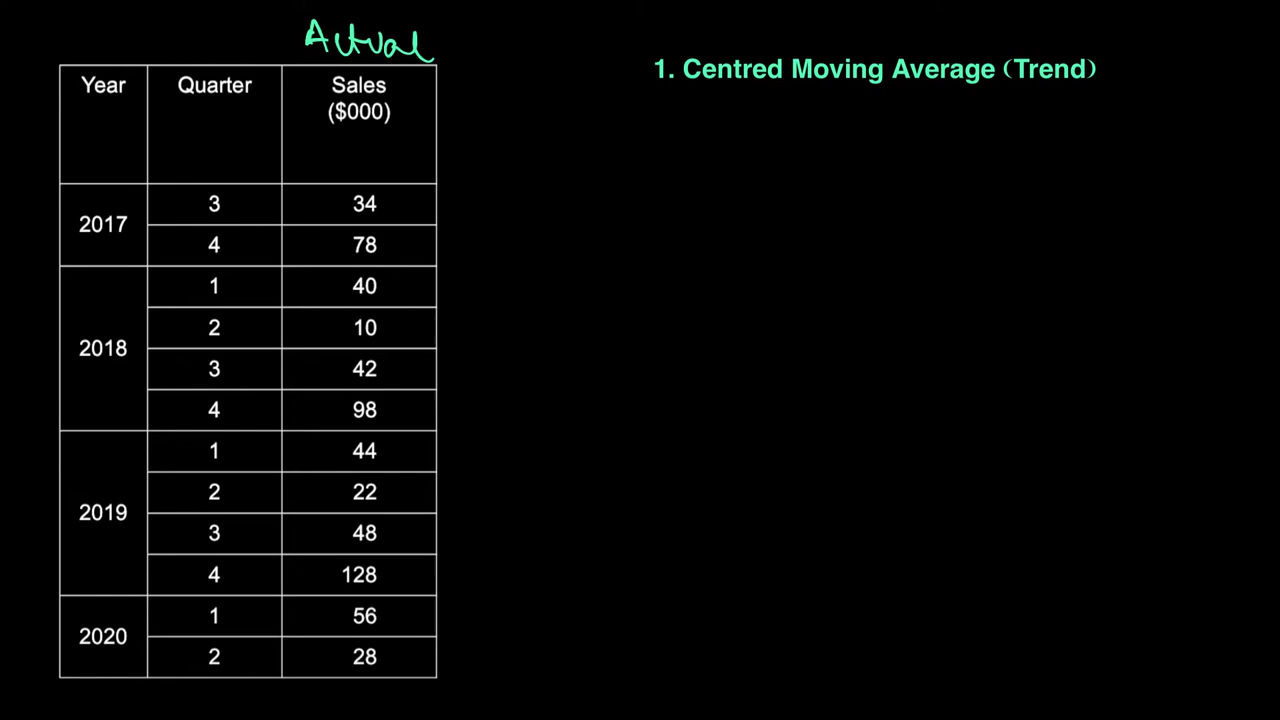 Actual
1. Centred Moving Average (Trend)
Year Quarter Sales
($000)
2017 3 34
4 78
2018 1 40
2 10
3 42
4 98
2019 1 44
2 22
3 48
4 128
2020 1 56
2 28